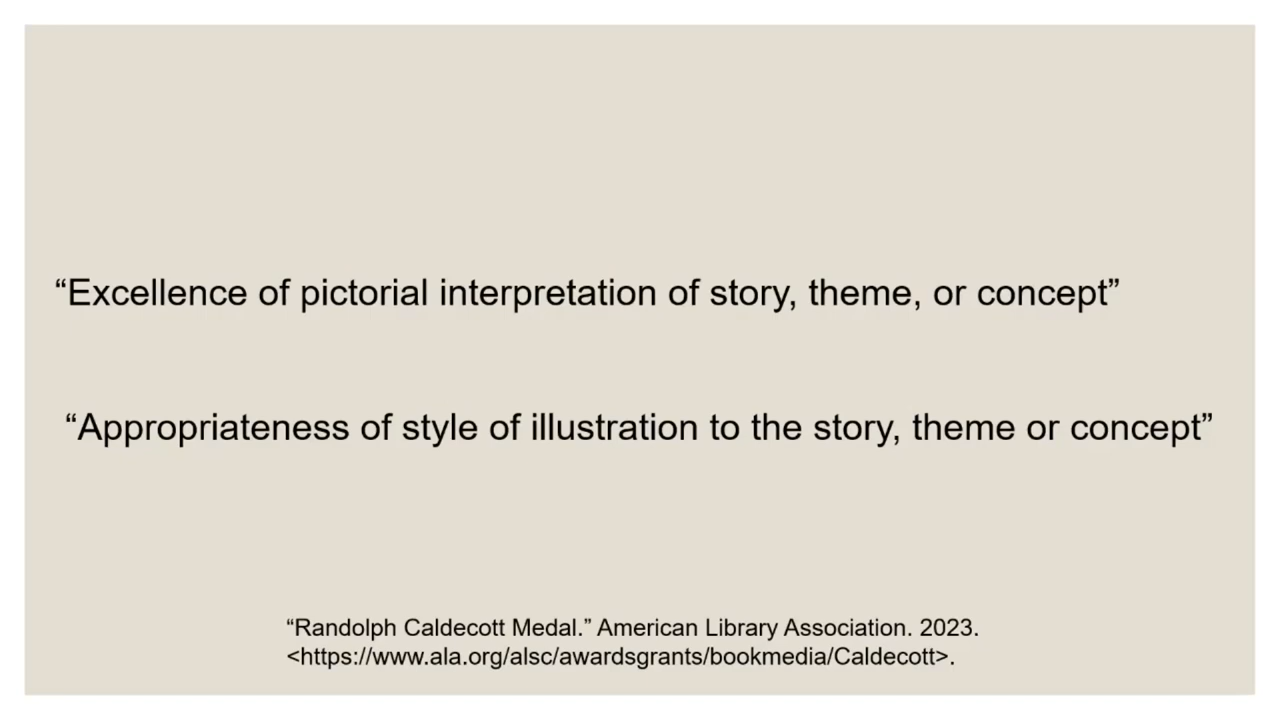 “Excellence of pictorial interpretation of story, theme, or concept”
“Appropriateness of style of illustration to the story, theme or concept”
“Randolph Caldecott Medal.” American Library Association. 2023.
<https://www.ala.org/alsc/awardsgrants/bookmedia/Caldecott>.